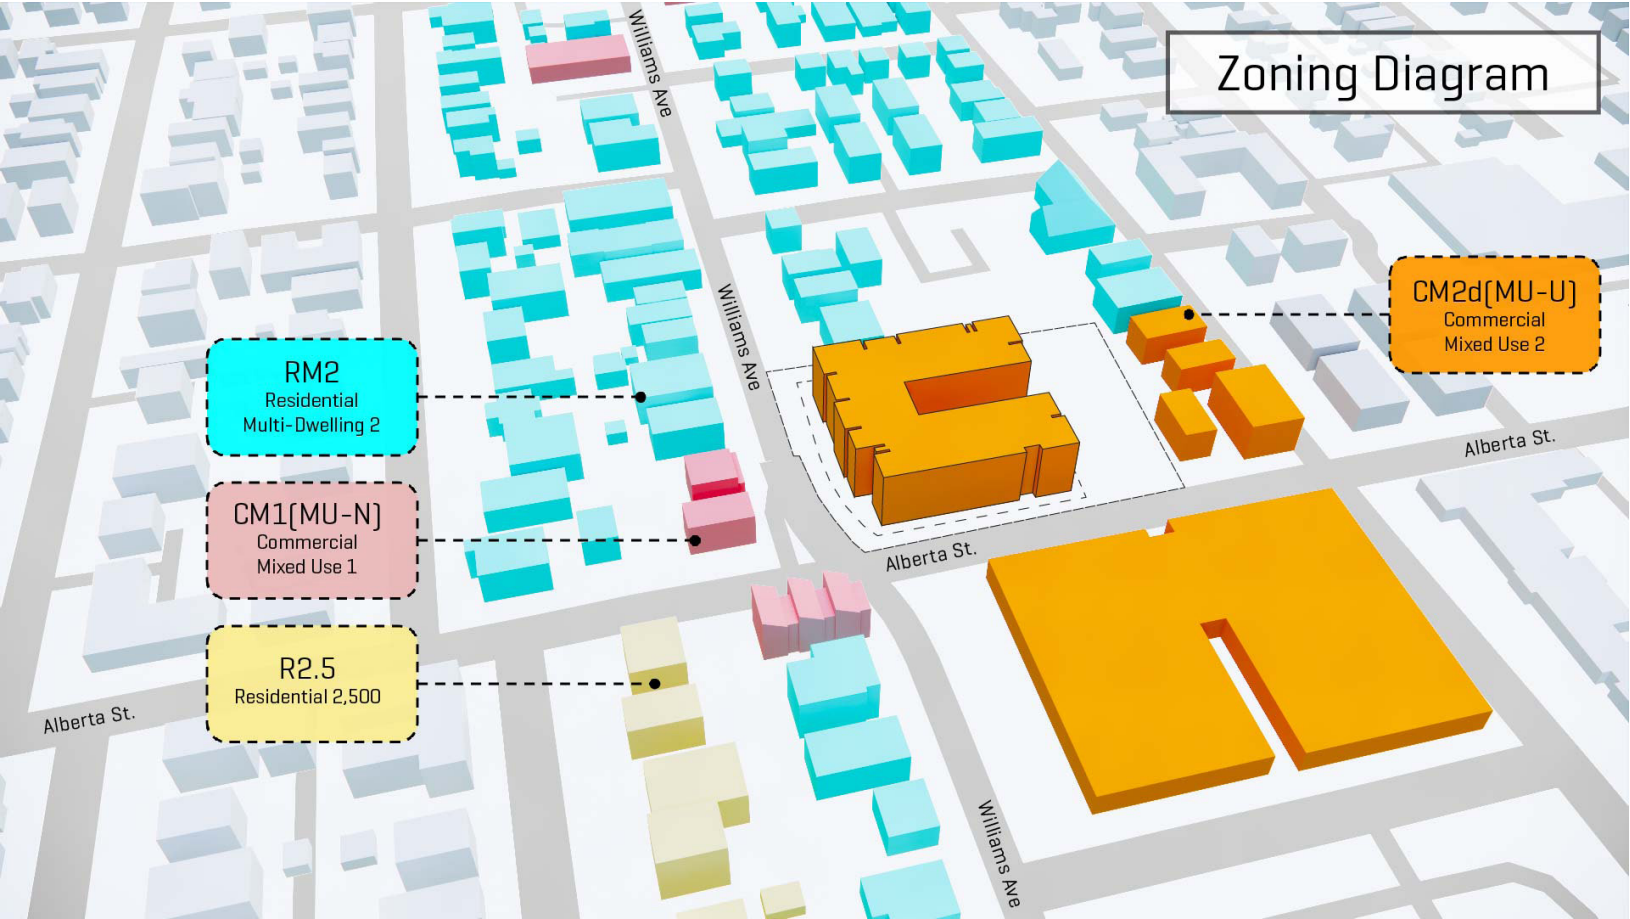 Williams Ave
Zoning Diagram
CM2d(MU-U)
Commercial
Mixed Use 2
Williams Ave
RM2
Residential
Multi-Dwelling 2
Alberta St.
CM1(MU-N)
Commercial
Mixed Use 1
Alberta St.
R2.5
Residential 2,500
Alberta St.
Williams Ave